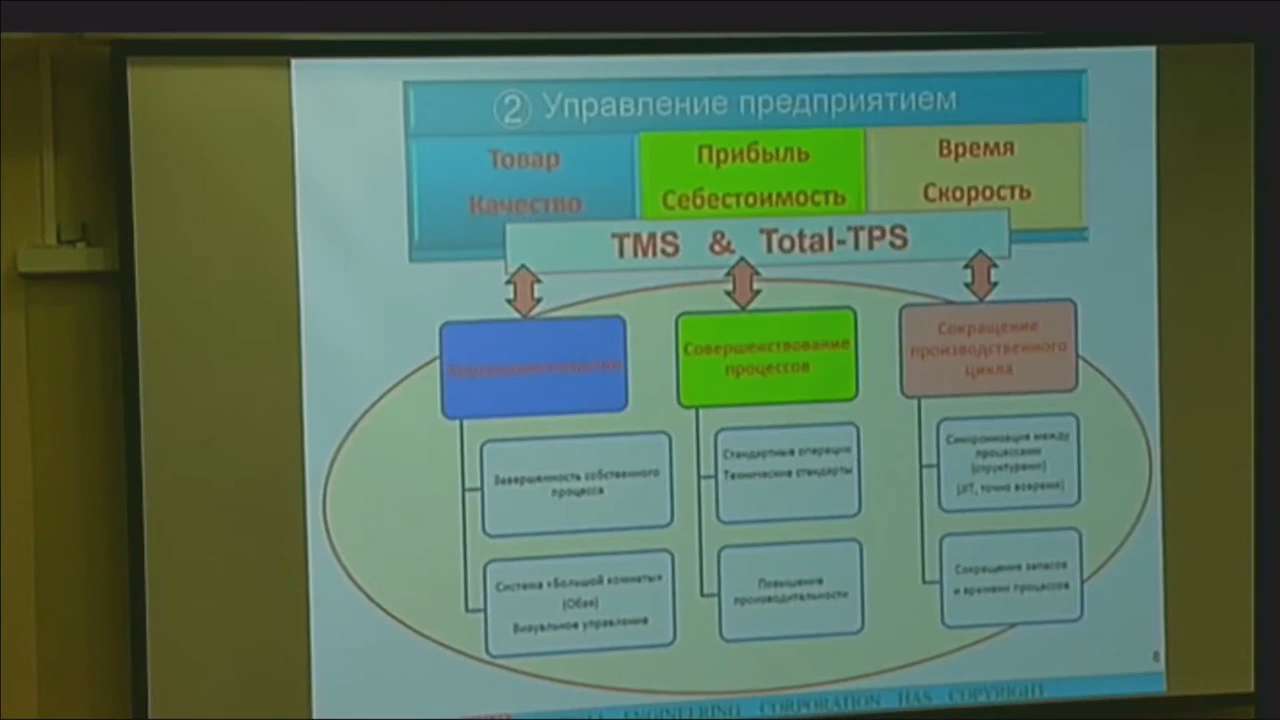 ② Управление предприятием
Товар
Качество
Прибыль
Себестоимость
Время
Скорость
TMS & Total-TPS
Совершенствование
процессов
Сокращение
производственного
цикла
Завершенность собственного
процесса
Система «Большой комнаты»
(Обея)
Визуальное управление
Стандартные операции
Технические стандарты
Повышение
производительности
Синхронизация между
процессами
(структурами)
(JIT, точно вовремя)
Сокращение запасов
и времени процессов
8
ENGINEERING CORPORATION HAS COPYRIGHT